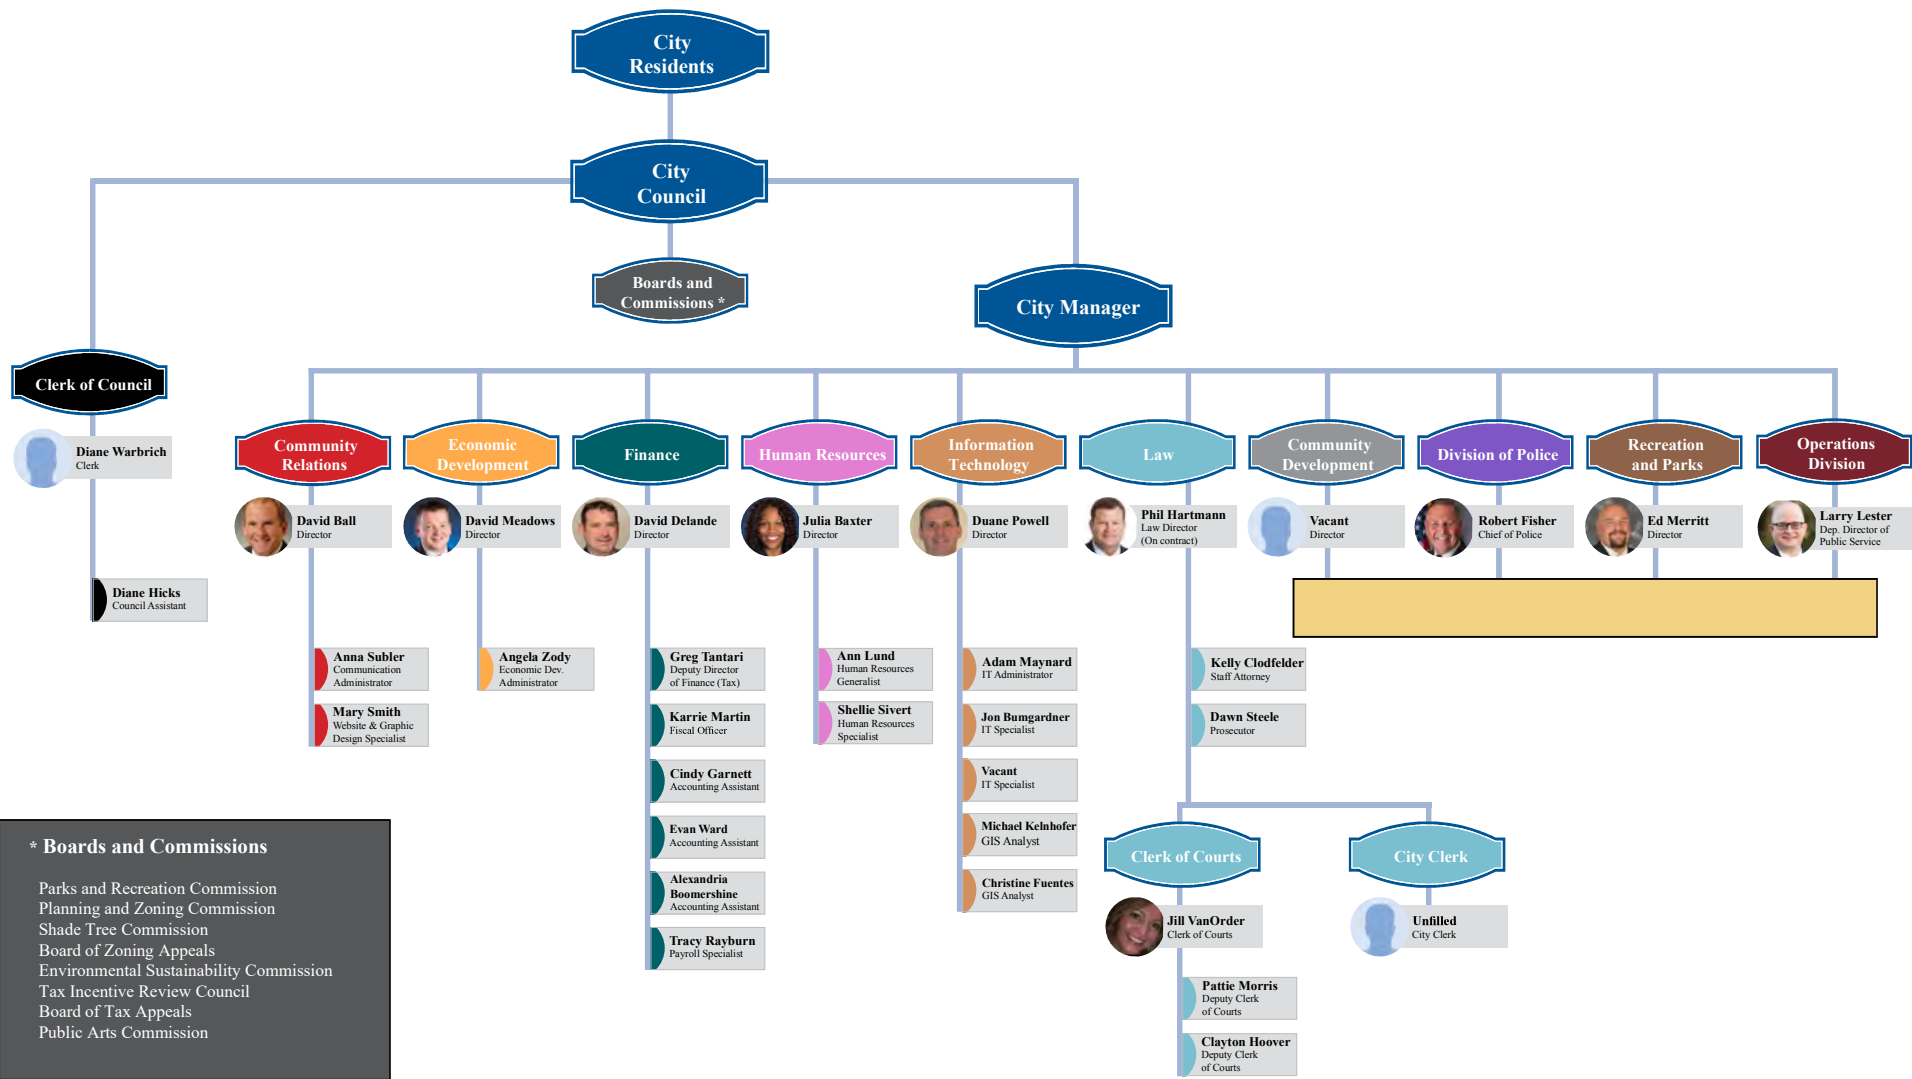 City
Residents
City
Council
Boards and
Commissions *
City Manager
Clerk of Council
Diane Warbrich
Clerk
Diane Hicks
Council Assistant
Community
Relations
David Ball
Director
Anna Subler
Communication
Administrator
Mary Smith
Website & Graphic
Design Specialist
Economic
Development
David Meadows
Director
Angela Zody
Economic Dev.
Administrator
Finance
David Delande
Director
Greg Tantari
Deputy Director
of Finance (Tax)
Karrie Martin
Fiscal Officer
Cindy Garnett
Accounting Assistant
Evan Ward
Accounting Assistant
Alexandria
Boomershine
Accounting Assistant
Tracy Rayburn
Payroll Specialist
Human Resources
Julia Baxter
Director
Ann Lund
Human Resources
Generalist
Shellie Sivert
Human Resources
Specialist
Information
Technology
Duane Powell
Director
Adam Maynard
IT Administrator
Jon Bumgardner
IT Specialist
Vacant
IT Specialist
Michael Kelnhofer
GIS Analyst
Christine Fuentes
GIS Analyst
Law
Phil Hartmann
Law Director
(On contract)
Kelly Clodfelder
Staff Attorney
Dawn Steele
Prosecutor
Clerk of Courts
Jill VanOrder
Clerk of Courts
Pattie Morris
Deputy Clerk
of Courts
Clayton Hoover
Deputy Clerk
of Courts
City Clerk
Unfilled
City Clerk
Community
Development
Vacant
Director
Division of Police
Robert Fisher
Chief of Police
Recreation
and Parks
Ed Merritt
Director
Operations
Division
Larry Lester
Dep. Director of
Public Service
* Boards and Commissions
Parks and Recreation Commission
Planning and Zoning Commission
Shade Tree Commission
Board of Zoning Appeals
Environmental Sustainability Commission
Tax Incentive Review Council
Board of Tax Appeals
Public Arts Commission